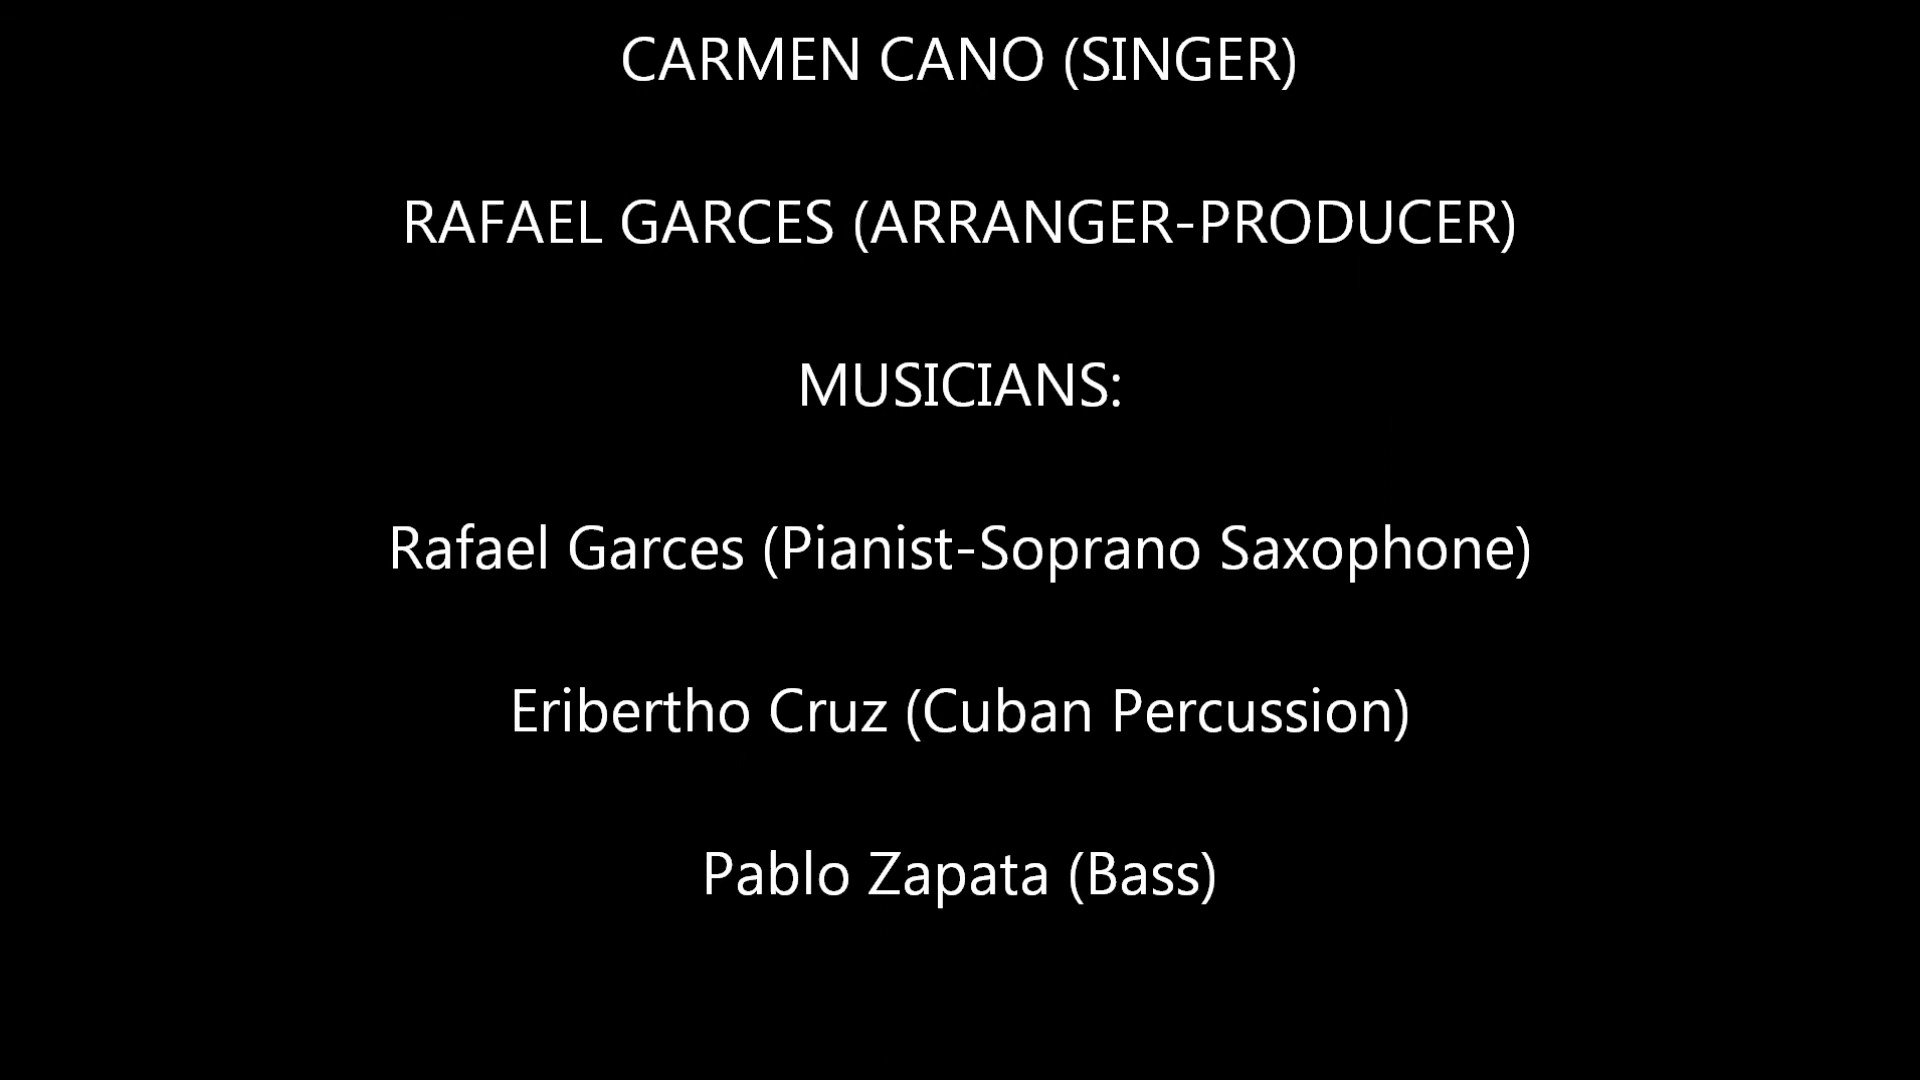 CARMEN CANO (SINGER)
RAFAEL GARCES (ARRANGER-PRODUCER)
MUSICIANS:
Rafael Garces (Pianist-Soprano Saxophone)
Eribertho Cruz (Cuban Percussion)
Pablo Zapata (Bass)